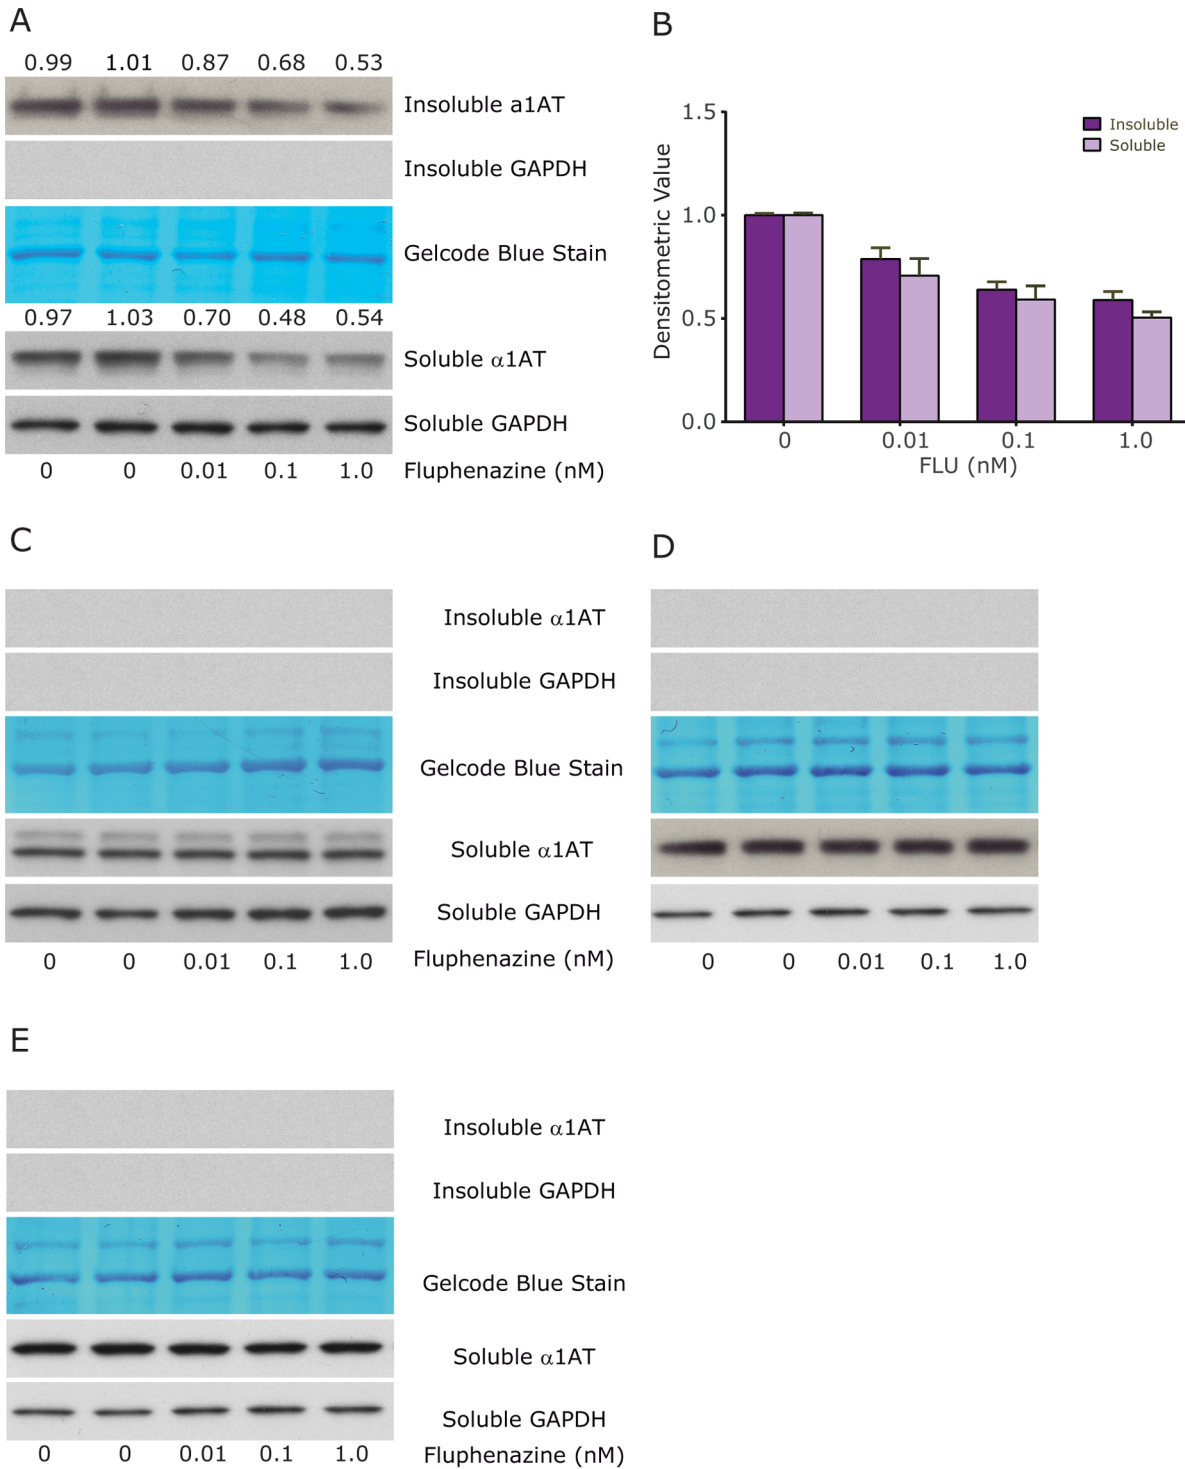 A
0.99 1.01 0.87 0.68 0.53
Insoluble a1AT
Insoluble GAPDH
Gelcode Blue Stain
0.97 1.03 0.70 0.48 0.54
Soluble α1AT
Soluble GAPDH
0 0 0.01 0.1 1.0 Fluphenazine (nM)
B
1.5
1.0
0.5
0.0
Densitometric Value
Insoluble
Soluble
0 0.01 0.1 1.0
FLU (nM)
C
Insoluble α1AT
Insoluble GAPDH
Gelcode Blue Stain
Soluble α1AT
Soluble GAPDH
0 0 0.01 0.1 1.0 Fluphenazine (nM)
D
0 0 0.01 0.1 1.0
E
Insoluble α1AT
Insoluble GAPDH
Gelcode Blue Stain
Soluble α1AT
Soluble GAPDH
0 0 0.01 0.1 1.0 Fluphenazine (nM)